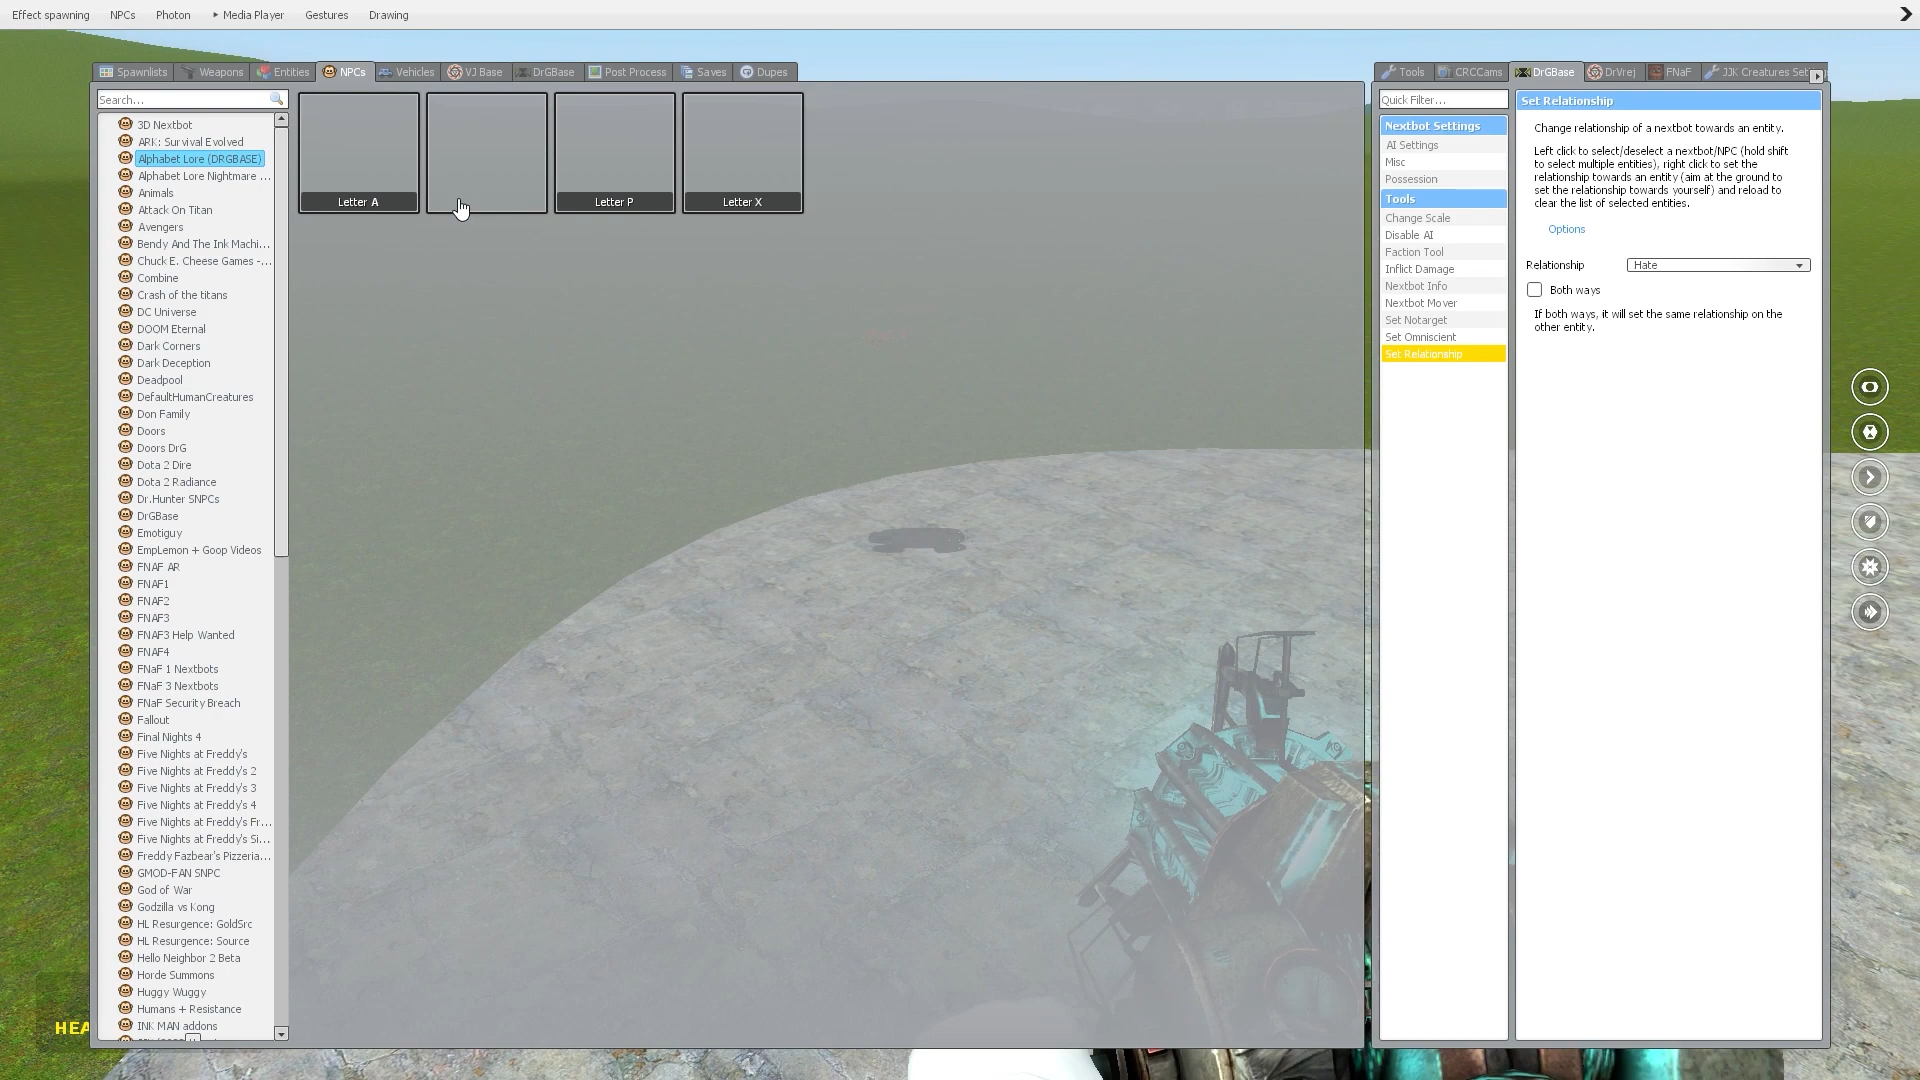 Effect spawning NPCs Photon Media Player Gestures Drawing
Spawnlists Weapons Entities NPCs Vehicles VJ Base DrGBase Post Process Saves Dupes
Search...
3D Nextbot
ARK: Survival Evolved
Alphabet Lore (DRGBASE)
Alphabet Lore Nightmare ...
Animals
Attack On Titan
Avengers
Bendy And The Ink Machi...
Chuck E. Cheese Games -...
Combine
Crash of the titans
DC Universe
DOOM Eternal
Dark Corners
Dark Deception
Deadpool
DefaultHumanCreatures
Don Family
Doors
Doors DrG
Dota 2 Dire
Dota 2 Radiance
Dr.Hunter SNPCs
DrGBase
Emotiguy
EmpLemon + Goop Videos
FNAF AR
FNAF1
FNAF2
FNAF3
FNAF3 Help Wanted
FNAF4
FNaF 1 Nextbots
FNaF 3 Nextbots
FNaF Security Breach
Fallout
Final Nights 4
Five Nights at Freddy's
Five Nights at Freddy's 2
Five Nights at Freddy's 3
Five Nights at Freddy's 4
Five Nights at Freddy's Fr...
Five Nights at Freddy's Si...
Freddy Fazbear's Pizzeria...
GMOD-FAN SNPC
God of War
Godzilla vs Kong
HL Resurgence: GoldSrc
HL Resurgence: Source
Hello Neighbor 2 Beta
Horde Summons
Huggy Wuggy
Humans + Resistance
INK MAN addons
Letter A
Letter P
Letter X
Tools CRCCams DrGBase DrVrej FNaF JJK Creatures Set
Quick Filter...
Nextbot Settings
AI Settings
Misc
Possession
Tools
Change Scale
Disable AI
Faction Tool
Inflict Damage
Nextbot Info
Nextbot Mover
Set Notarget
Set Omniscient
Set Relationship
Set Relationship
Change relationship of a nextbot towards an entity.
Left click to select/deselect a nextbot/NPC (hold shift
to select multiple entities), right click to set the
relationship towards an entity (aim at the ground to
set the relationship towards yourself) and reload to
clear the list of selected entities.
Options
Relationship Hate
Both ways
If both ways, it will set the same relationship on the
other entity.
HEA